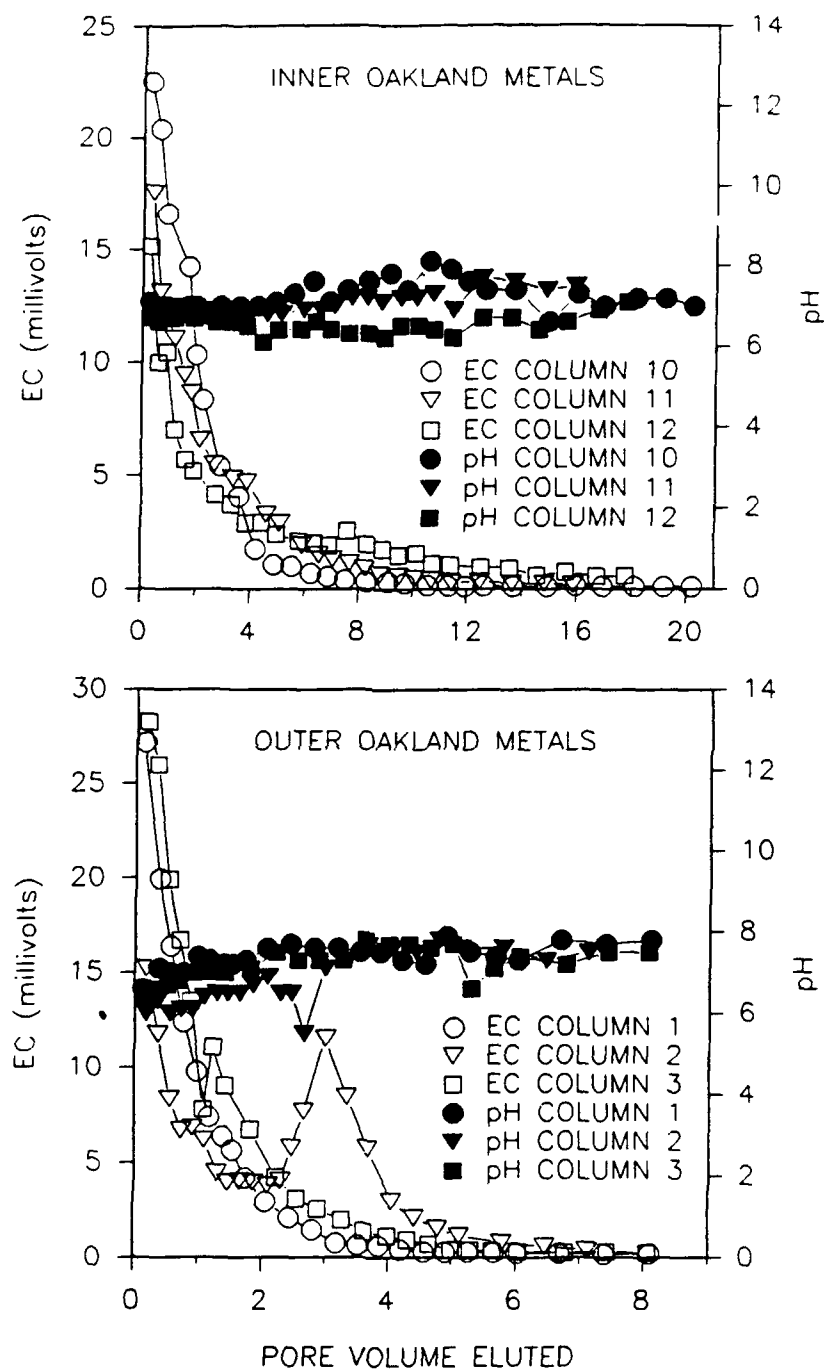 INNER OAKLAND METALS
EC (millivolts)
25
20
15
10
5
0
pH
14
12
10
8
6
4
2
0
EC COLUMN 10
EC COLUMN 11
EC COLUMN 12
pH COLUMN 10
pH COLUMN 11
pH COLUMN 12
0 4 8 12 16 20
OUTER OAKLAND METALS
EC (millivolts)
30
25
20
15
10
5
0
pH
14
12
10
8
6
4
2
0
EC COLUMN 1
EC COLUMN 2
EC COLUMN 3
pH COLUMN 1
pH COLUMN 2
pH COLUMN 3
0 2 4 6 8
PORE VOLUME ELUTED